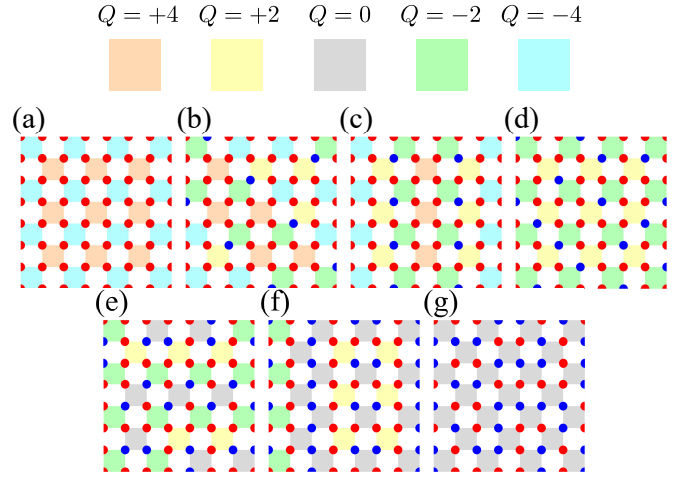 Q = +4 Q = +2 Q = 0 Q = −2 Q = −4
(a) (b) (c) (d)
(e) (f) (g)